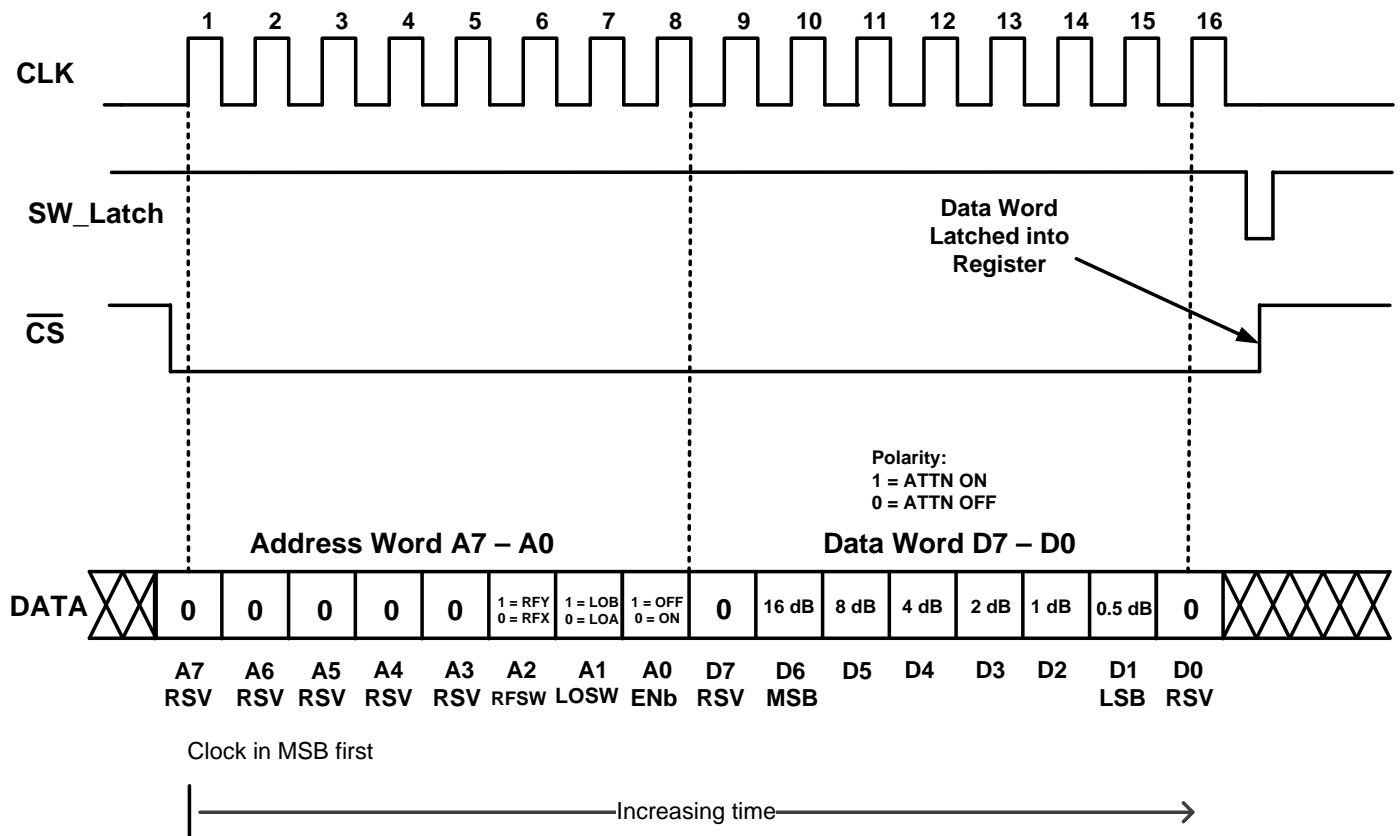 1 2 3 4 5 6 7 8 9 10 11 12 13 14 15 16
CLK
SW_Latch
Data Word
Latched into
Register
CS
Polarity:
1 = ATTN ON
0 = ATTN OFF
Address Word A7 – A0
Data Word D7 – D0
DATA
0
0
0
0
0
1 = RFY
0 = RFX
1 = LOB
0 = LOA
1 = OFF
0 = ON
0
16 dB
8 dB
4 dB
2 dB
1 dB
0.5 dB
0
A7
RSV
A6
RSV
A5
RSV
A4
RSV
A3
RSV
A2
RFSW
A1
LOSW
A0
ENb
D7
RSV
D6
MSB
D5
D4
D3
D2
D1
LSB
D0
RSV
Clock in MSB first
Increasing time